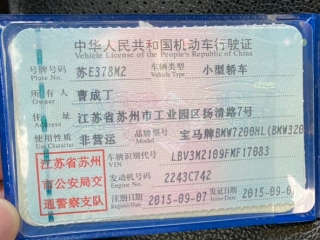 中华人民共和国机动车行驶证
Vehicle License of the People's Republic of China
号牌号码 苏E378M2 车辆类型 小型轿车
Plate No. Vehicle Type
所有人 曹成丁
Owner
住址 江苏省苏州市工业园区扬清路7号
Address
使用性质 非营运 品牌型号 宝马牌BMW7200HL(BMW320
Use Character Model
江苏省苏州 车辆识别代号 LBV3M2109FMF17083
市公安局交 VIN
通警察支队 发动机号码 2243C742
Engine No.
注册日期 2015-09-07 发证日期 2015-09-
Register Date Issue Date